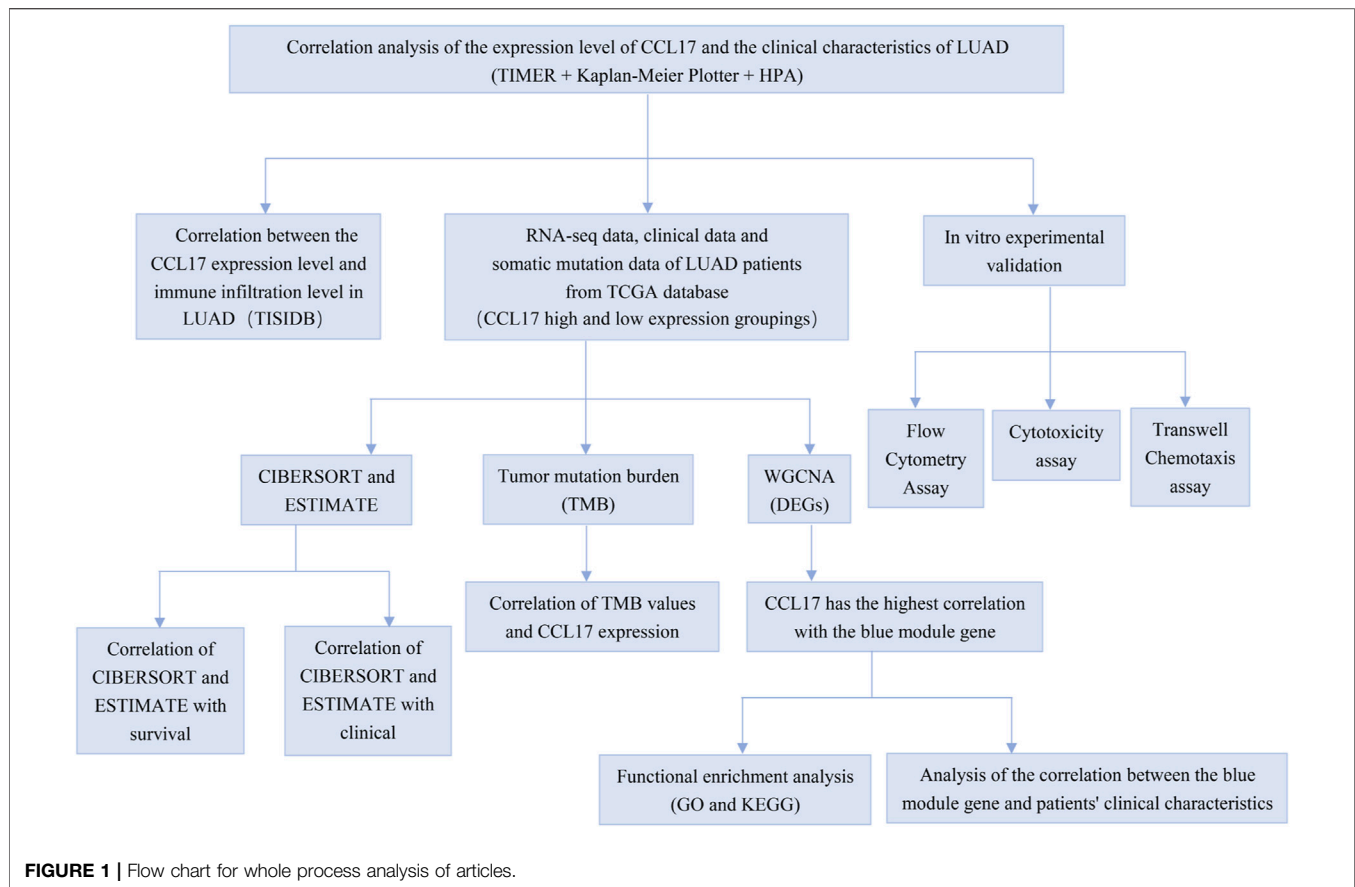 Correlation analysis of the expression level of CCL17 and the clinical characteristics of LUAD
(TIMER + Kaplan-Meier Plotter + HPA)
Correlation between the
CCL17 expression level and
immune infiltration level in
LUAD（TISIDB）
RNA-seq data, clinical data and
somatic mutation data of LUAD patients
from TCGA database
（CCL17 high and low expression groupings）
In vitro experimental
validation
Flow
Cytometry
Assay
Cytotoxicity
assay
Transwell
Chemotaxis
assay
CIBERSORT and
ESTIMATE
Tumor mutation burden
(TMB)
WGCNA
(DEGs)
Correlation of TMB values
and CCL17 expression
CCL17 has the highest correlation
with the blue module gene
Correlation of
CIBERSORT and
ESTIMATE with
survival
Correlation of
CIBERSORT and
ESTIMATE with
clinical
Functional enrichment analysis
(GO and KEGG)
Analysis of the correlation between the blue
module gene and patients' clinical characteristics
FIGURE 1 | Flow chart for whole process analysis of articles.